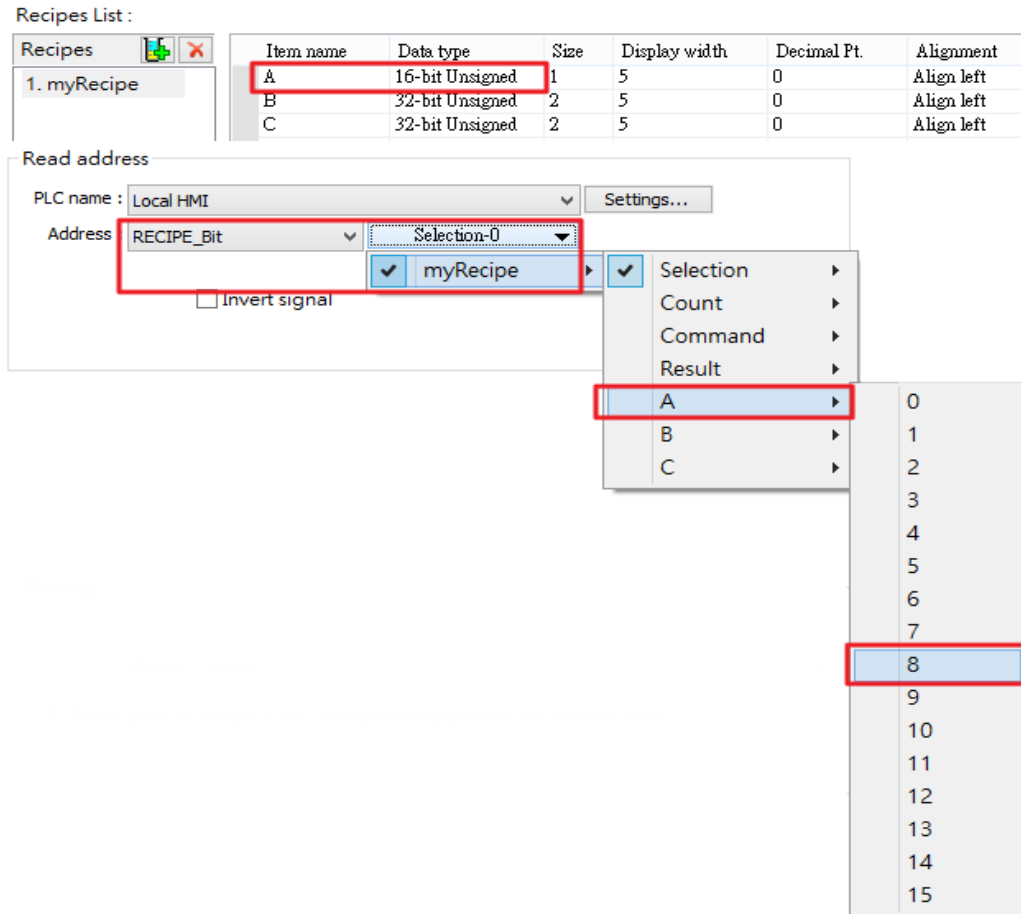 Recipes List :
Recipes
1. myRecipe
Item name Data type Size Display width Decimal Pt. Alignment
A 16-bit Unsigned 1 5 0 Align left
B 32-bit Unsigned 2 5 0 Align left
C 32-bit Unsigned 2 5 0 Align left
Read address
PLC name : Local HMI Settings...
Address : RECIPE_Bit Selection-0
myRecipe
Invert signal
Selection
Count
Command
Result
A
B
C
0
1
2
3
4
5
6
7
8
9
10
11
12
13
14
15